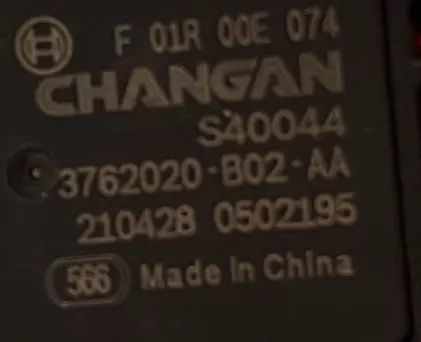 F 01R 00E 074
CHANGAN
S40044
3762020-B02-AA
210428 0502195
566 Made In China